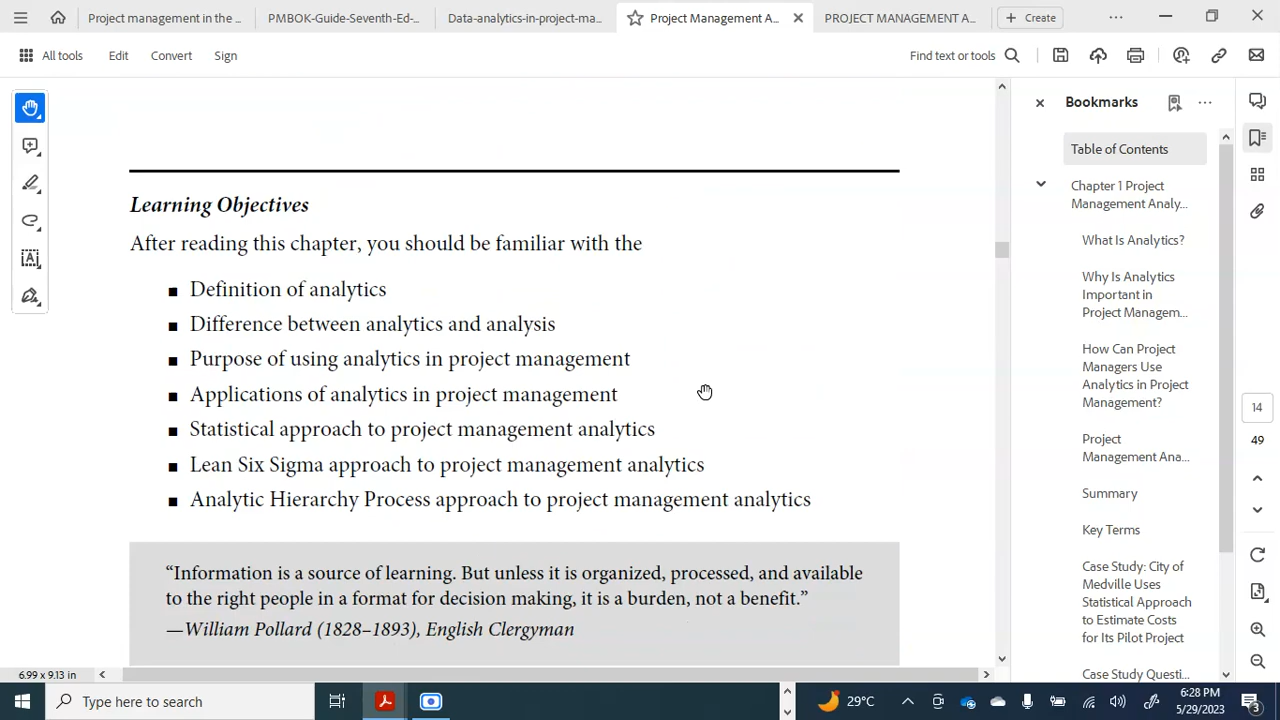 Project management in the ...
PMBOK-Guide-Seventh-Ed-...
Data-analytics-in-project-ma...
Project Management A...
PROJECT MANAGEMENT A...
Create
All tools
Edit
Convert
Sign
Find text or tools
Learning Objectives
After reading this chapter, you should be familiar with the
■ Definition of analytics
■ Difference between analytics and analysis
■ Purpose of using analytics in project management
■ Applications of analytics in project management
■ Statistical approach to project management analytics
■ Lean Six Sigma approach to project management analytics
■ Analytic Hierarchy Process approach to project management analytics
“Information is a source of learning. But unless it is organized, processed, and available
to the right people in a format for decision making, it is a burden, not a benefit.”
—William Pollard (1828–1893), English Clergyman
6.99 x 9.13 in
Bookmarks
Table of Contents
Chapter 1 Project
Management Analy...
What Is Analytics?
Why Is Analytics
Important in
Project Managem...
How Can Project
Managers Use
Analytics in Project
Management?
Project
Management Ana...
Summary
Key Terms
Case Study: City of
Medville Uses
Statistical Approach
to Estimate Costs
for Its Pilot Project
Case Study Questi...
14
49
Type here to search
29°C
6:28 PM
5/29/2023
3